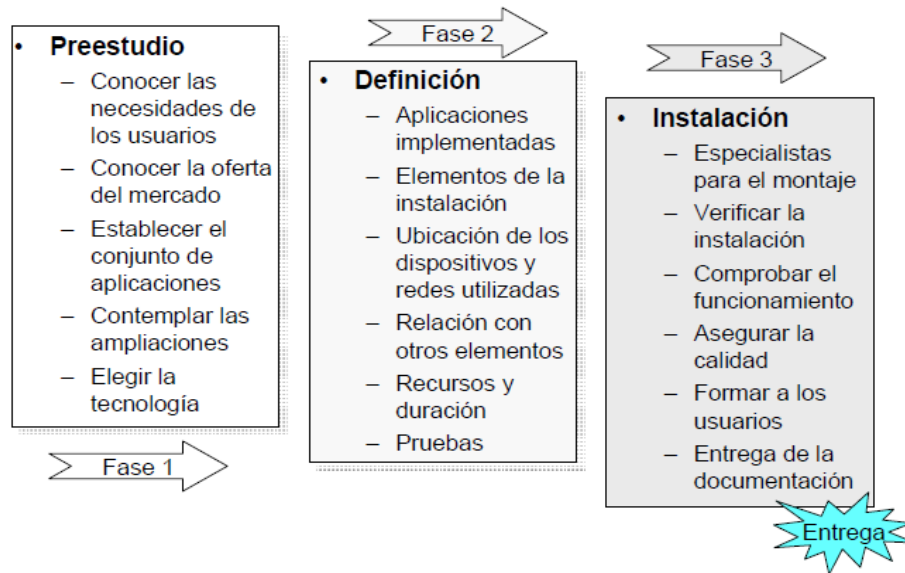 • Preestudio
– Conocer las
necesidades de
los usuarios
– Conocer la oferta
del mercado
– Establecer el
conjunto de
aplicaciones
– Contemplar las
ampliaciones
– Elegir la
tecnología
Fase 1
Fase 2
• Definición
– Aplicaciones
implementadas
– Elementos de la
instalación
– Ubicación de los
dispositivos y
redes utilizadas
– Relación con
otros elementos
– Recursos y
duración
– Pruebas
Fase 3
• Instalación
– Especialistas
para el montaje
– Verificar la
instalación
– Comprobar el
funcionamiento
– Asegurar la
calidad
– Formar a los
usuarios
– Entrega de la
documentación
Entrega